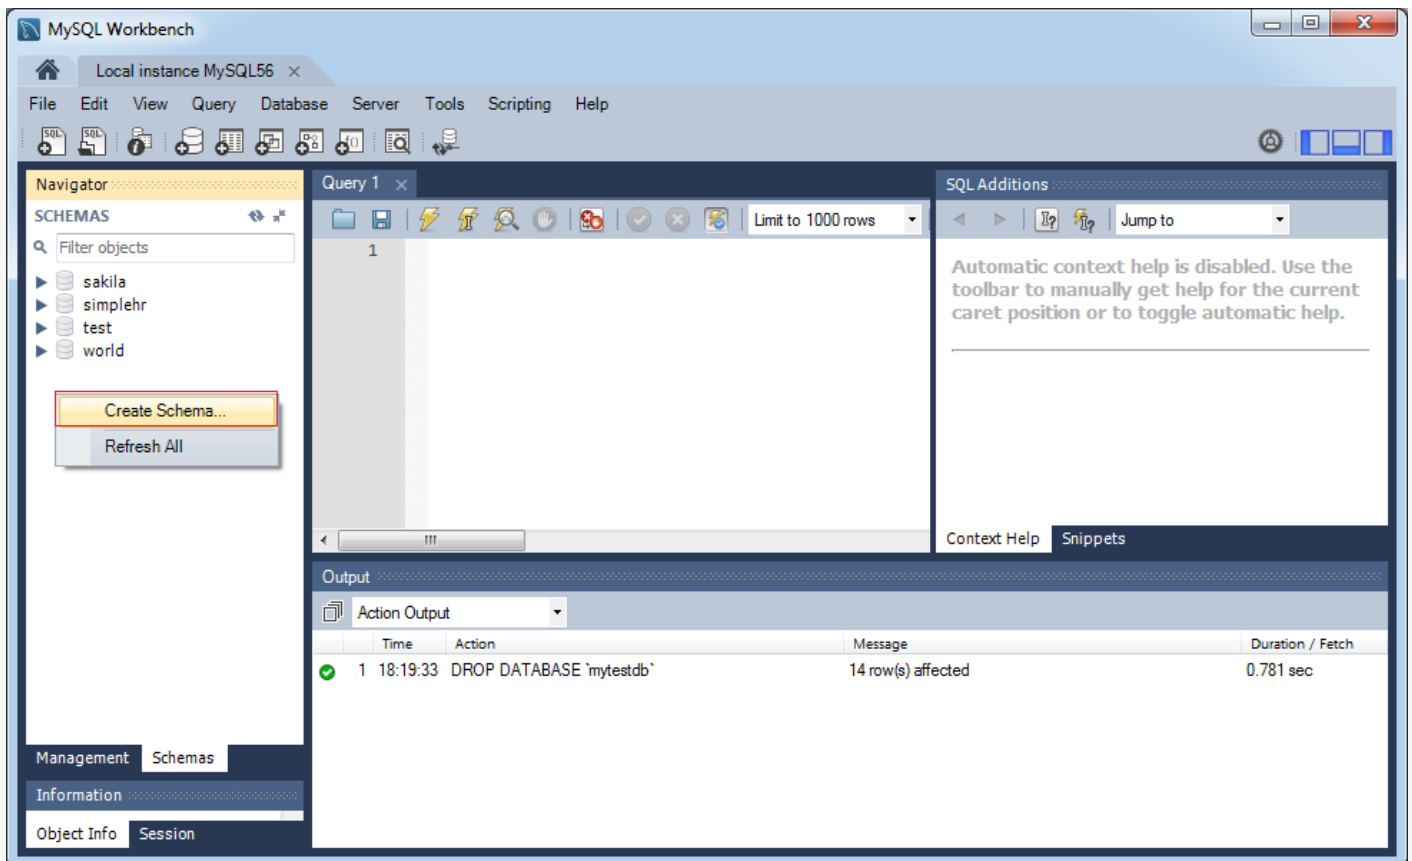 MySQL Workbench
Local instance MySQL56
File Edit View Query Database Server Tools Scripting Help
SQL SQL
Navigator
SCHEMAS
Filter objects
sakila
simplehr
test
world
Create Schema...
Refresh All
Management Schemas
Information
Object Info Session
Query 1
Limit to 1000 rows
1
SQL Additions
Jump to
Automatic context help is disabled. Use the
toolbar to manually get help for the current
caret position or to toggle automatic help.
Context Help Snippets
Output
Action Output
Time Action Message Duration / Fetch
1 18:19:33 DROP DATABASE `mytestdb` 14 row(s) affected 0.781 sec